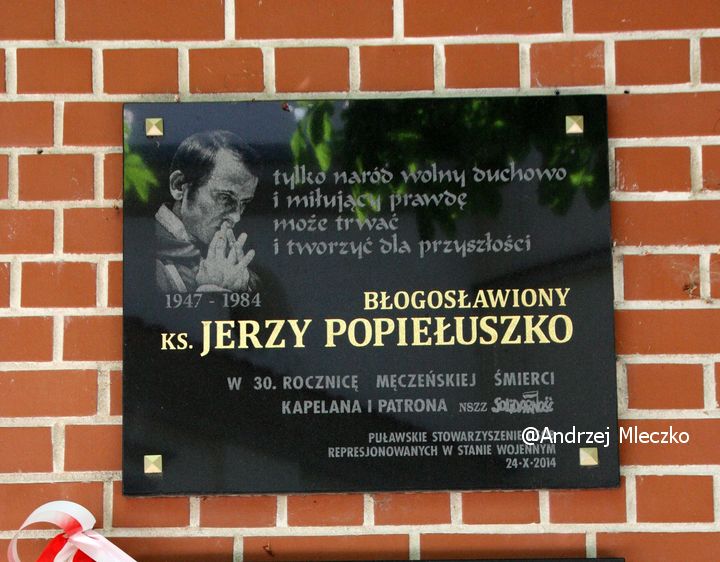 tylko naród wolny duchowo
i miłujący prawdę
może trwać
i tworzyć dla przyszłości
1947 - 1984
BŁOGOSŁAWIONY
KS. JERZY POPIEŁUSZKO
W 30. ROCZNICĘ MĘCZEŃSKIEJ ŚMIERCI
KAPELANA I PATRONA NSZZ SOLIDARNOŚĆ
@Andrzej Mleczko
PUŁAWSKIE STOWARZYSZENIE
REPRESJONOWANYCH W STANIE WOJENNYM
24-X-2014